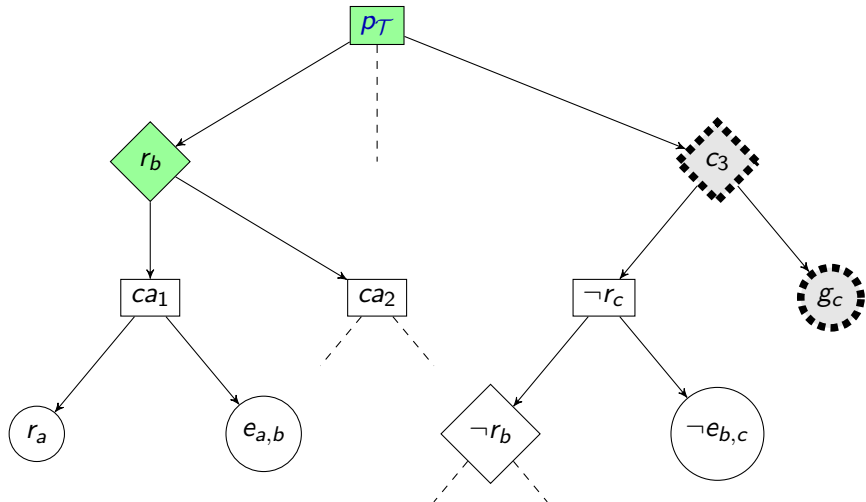 p_𝒯
r_b
c_3
ca_1
ca_2
¬r_c
g_c
r_a
e_{a,b}
¬r_b
¬e_{b,c}